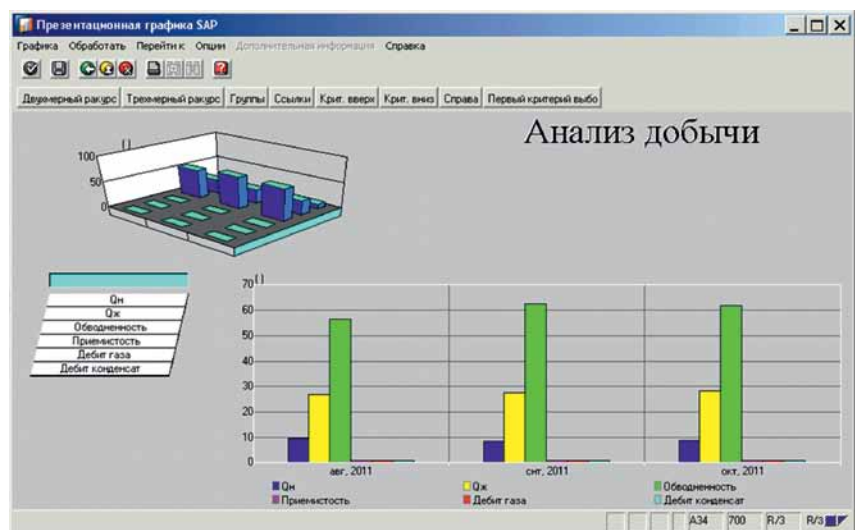 Презентационная графика SAP
Графика Обработать Перейти к Опции Дополнительная информация Справка
Двухмерный ракурс Трехмерный ракурс Группы Ссылки Крит. вверх Крит. вниз Справа Первый критерий выбо
Анализ добычи
( )
100
50
0
Qн
Qж
Обводненность
Приемистость
Дебит газа
Дебит конденсат
( )
70
60
50
40
30
20
10
0
авг, 2011 снт, 2011 окт, 2011
Qн Qж Обводненность
Приемистость Дебит газа Дебит конденсат
A34 700 R/3 R/3